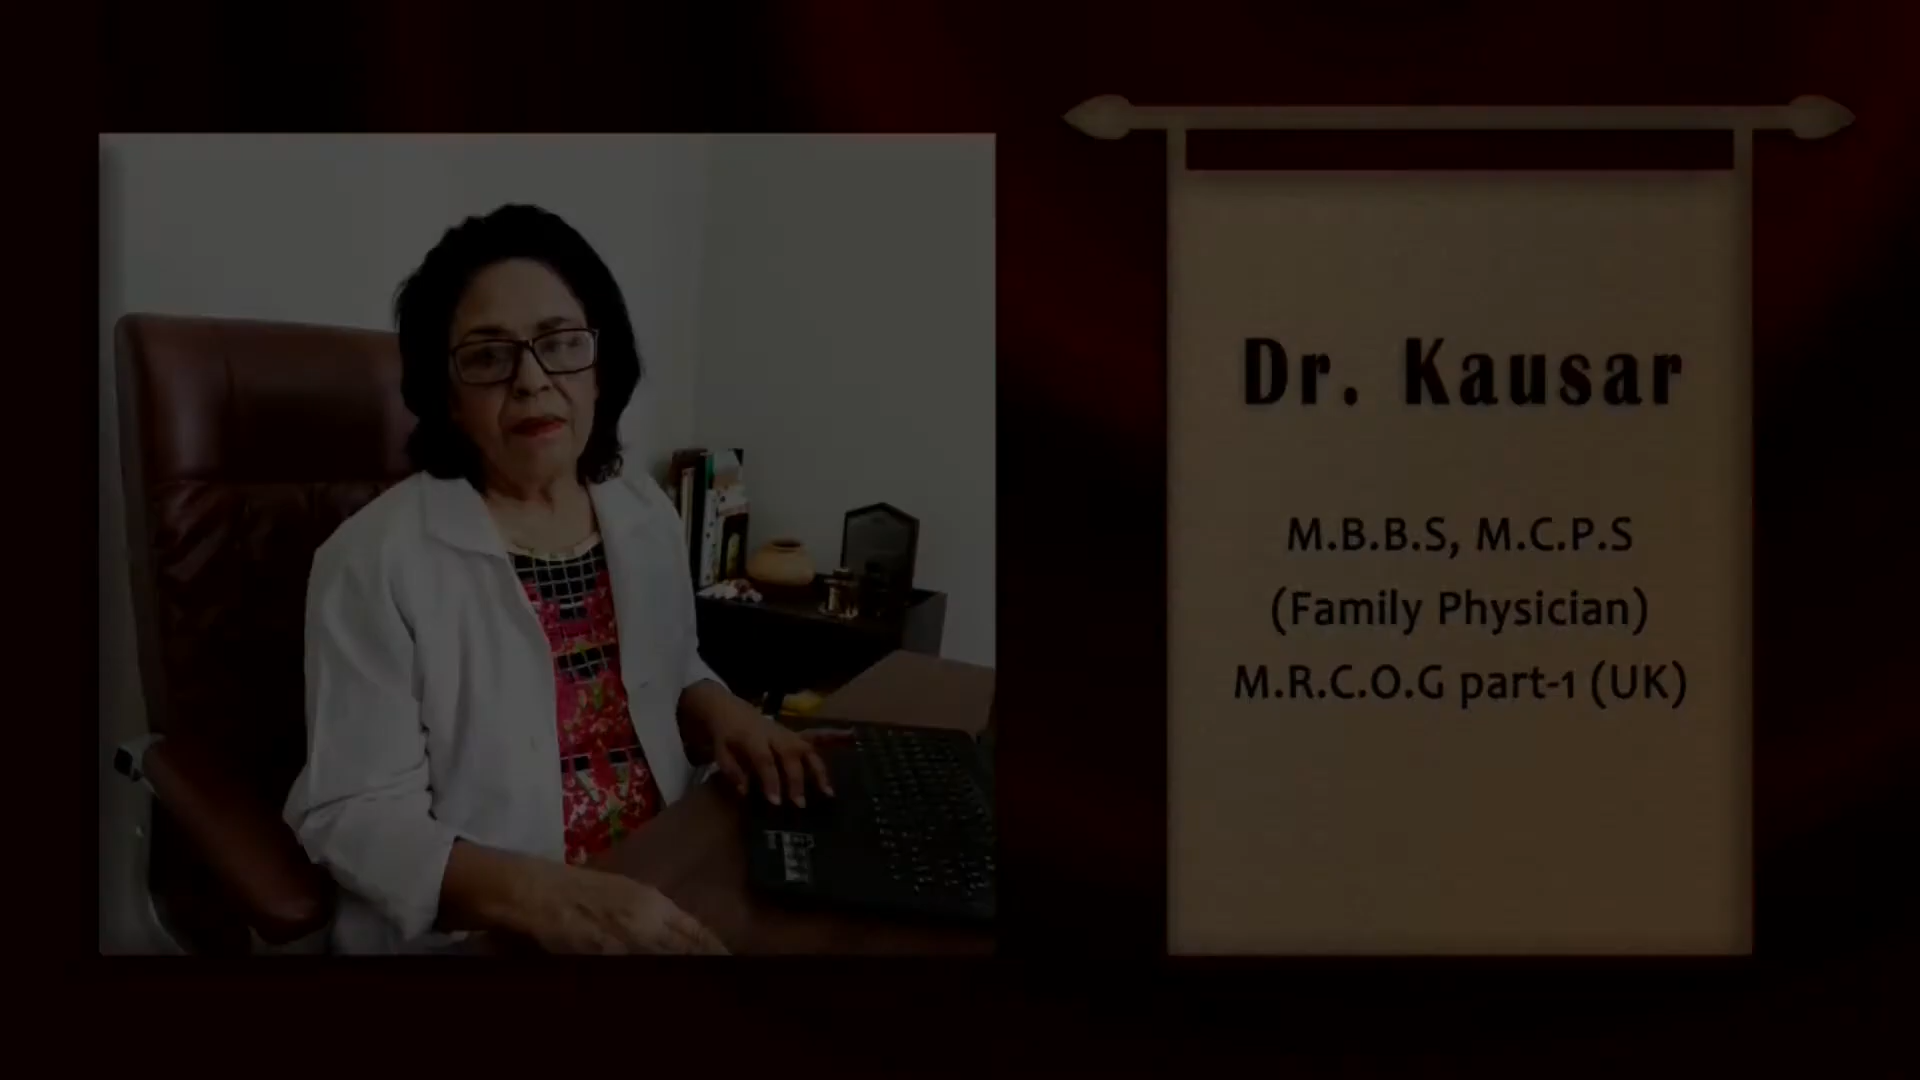 Dr. Kausar
M.B.B.S, M.C.P.S
(Family Physician)
M.R.C.O.G part-1 (UK)